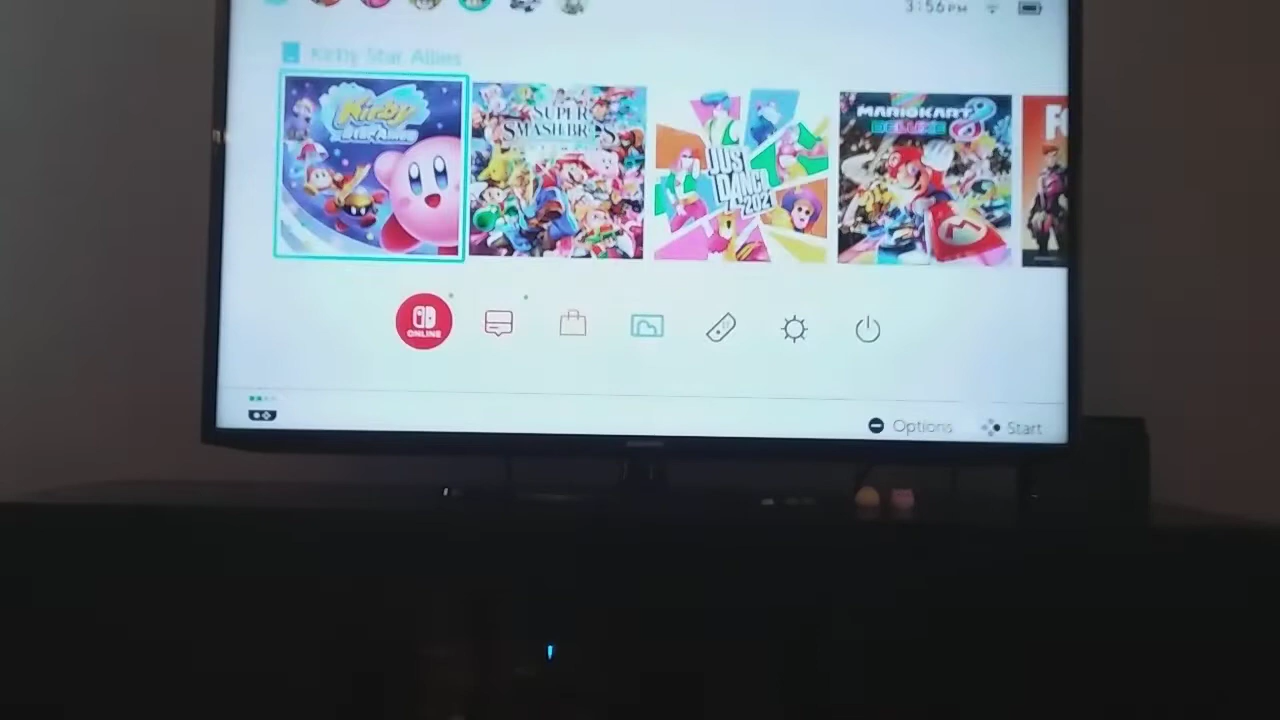 3:56 PM
Kirby Star Allies
Kirby
STAR ALLIES
SUPER
SMASH BROS
JUST
DANCE
2021
MARIOKART 8
DELUXE
M
ONLINE
Options
Start